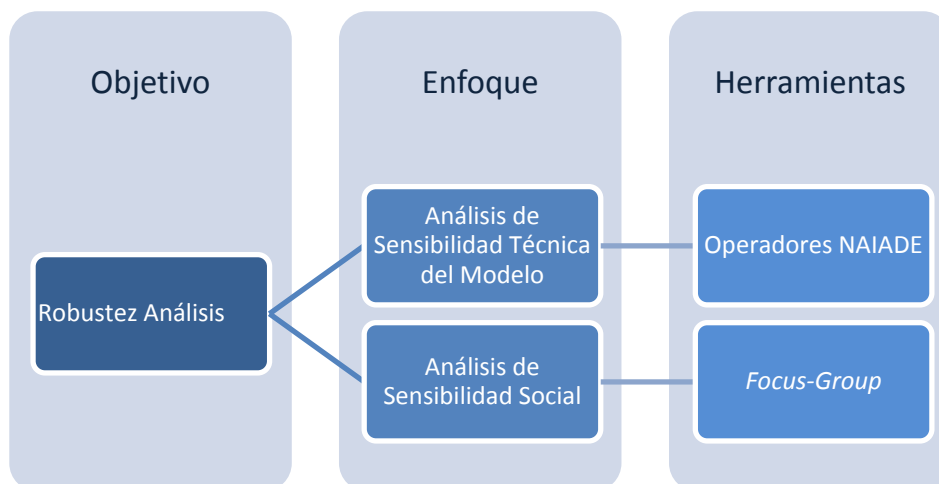 Objetivo
Enfoque
Herramientas
Robustez Análisis
Análisis de
Sensibilidad Técnica
del Modelo
Operadores NAIADE
Análisis de
Sensibilidad Social
Focus-Group